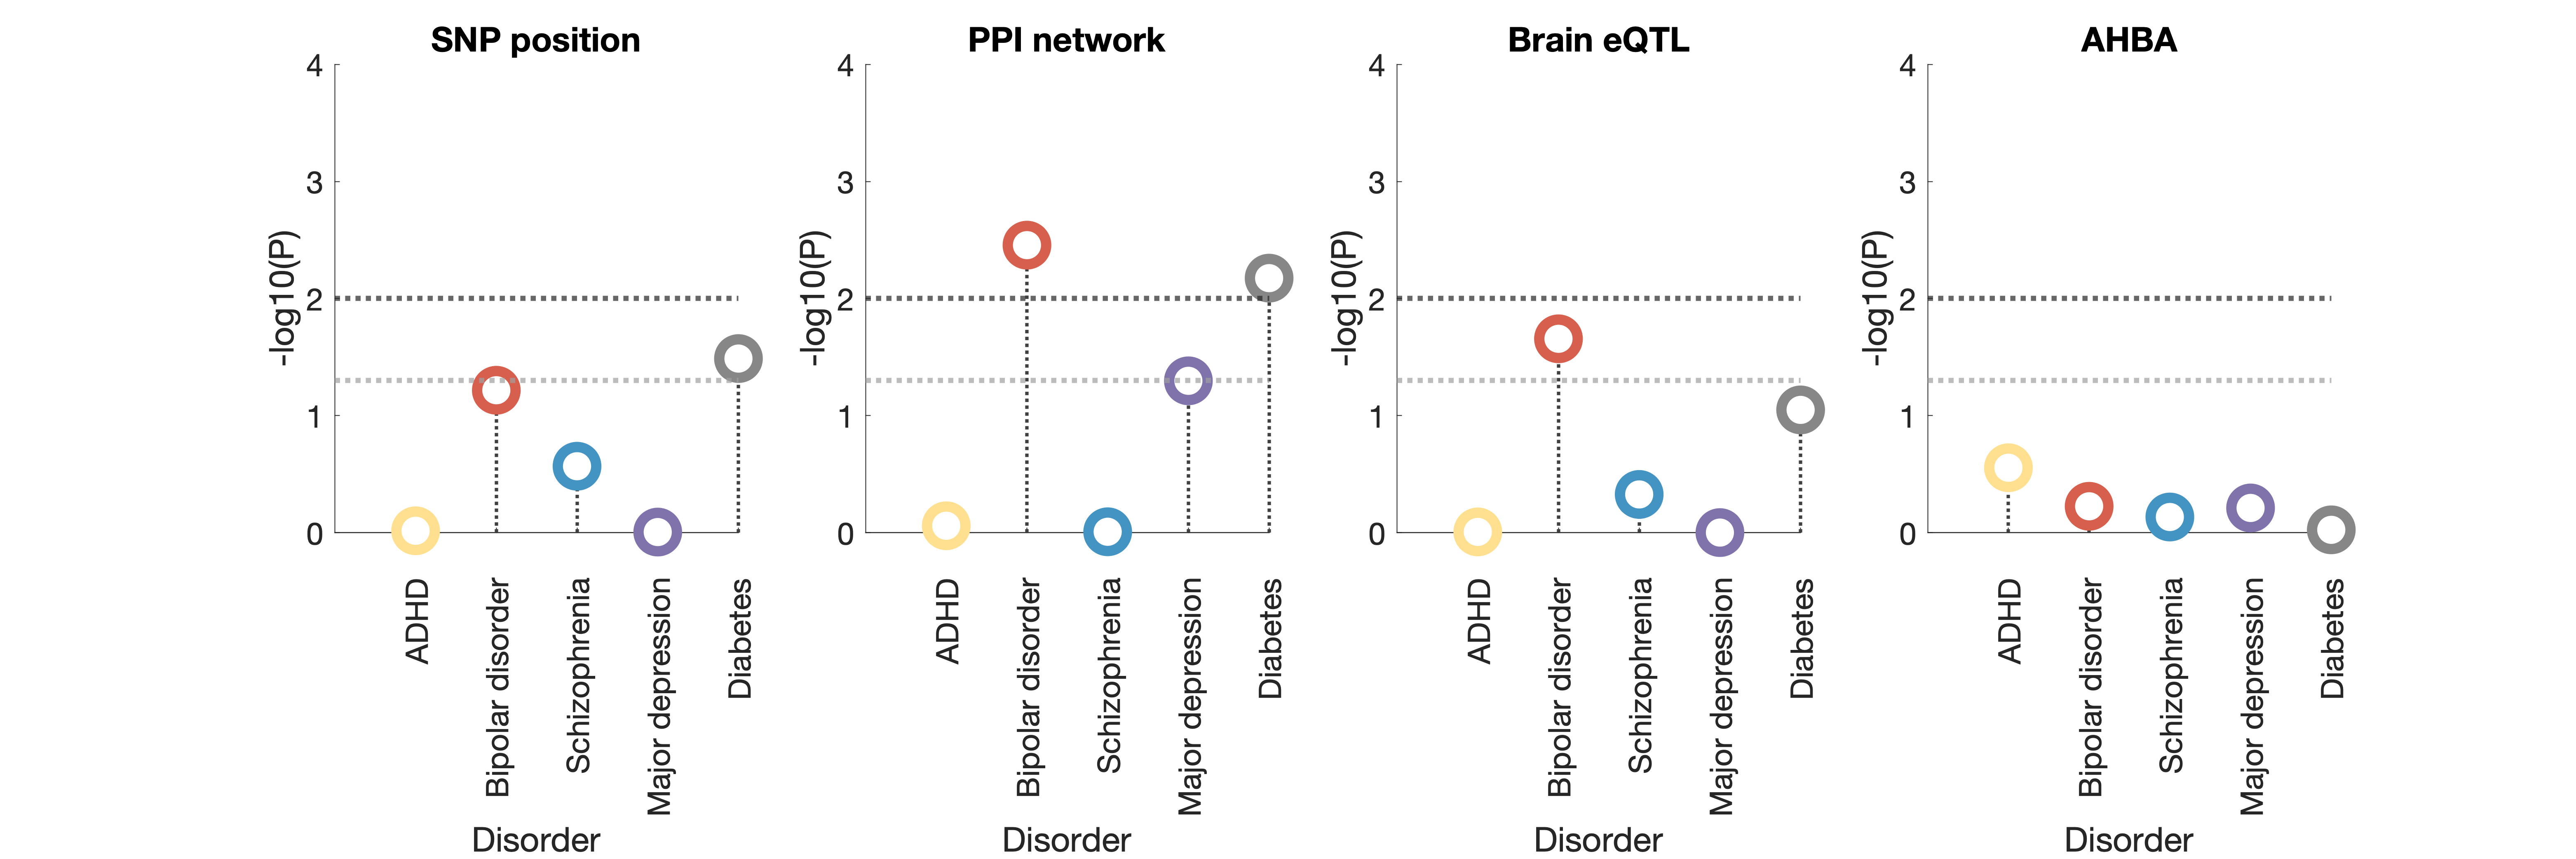 SNP position
4
3
2
1
0
-log10(P)
ADHD
Bipolar disorder
Schizophrenia
Major depression
Diabetes
Disorder
PPI network
4
3
2
1
0
-log10(P)
ADHD
Bipolar disorder
Schizophrenia
Major depression
Diabetes
Disorder
Brain eQTL
4
3
2
1
0
-log10(P)
ADHD
Bipolar disorder
Schizophrenia
Major depression
Diabetes
Disorder
AHBA
4
3
2
1
0
-log10(P)
ADHD
Bipolar disorder
Schizophrenia
Major depression
Diabetes
Disorder